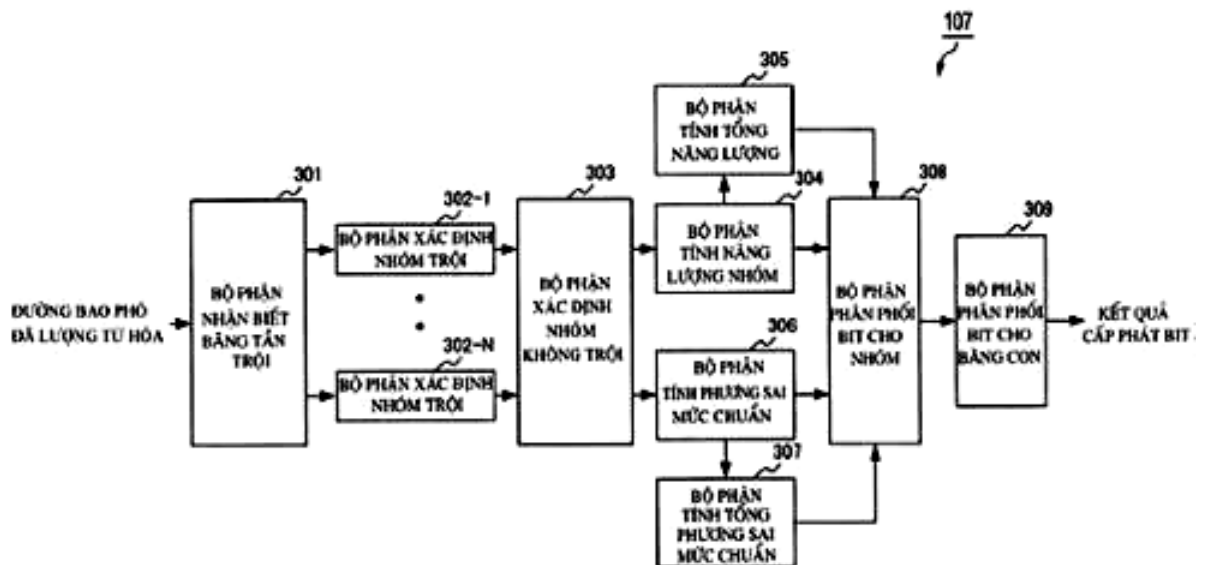 107
305
BỘ PHẬN
TÍNH TỔNG
NĂNG LƯỢNG
301
302-1
303
304
308
309
BỘ PHẬN XÁC ĐỊNH
NHÓM TRỘI
BỘ PHẬN
TÍNH NĂNG
LƯỢNG NHÓM
ĐƯỜNG BAO PHỔ
ĐÃ LƯỢNG TỬ HÓA
BỘ PHẬN
NHẬN BIẾT
BĂNG TẦN
TRỘI
BỘ PHẬN
XÁC ĐỊNH
NHÓM
KHÔNG TRỘI
BỘ PHẬN
PHÂN PHỐI
BIT CHO
NHÓM
BỘ PHẬN
PHÂN PHỐI
BIT CHO
BĂNG CON
KẾT QUẢ
CẤP PHÁT BIT
302-N
BỘ PHẬN XÁC ĐỊNH
NHÓM TRỘI
306
BỘ PHẬN
TÍNH PHƯƠNG SAI
MỨC CHUẨN
307
BỘ PHẬN
TÍNH TỔNG
PHƯƠNG SAI
MỨC CHUẨN